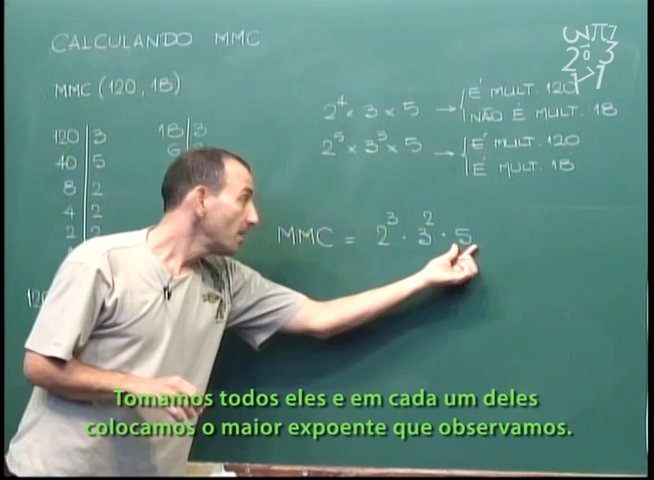 CALCULANDO MMC
MMC (120, 18)
2⁴ × 3 × 5 → É MULT. 120
NÃO É MULT. 18
2⁵ × 3³ × 5 → É MULT. 120
É MULT. 18
120 | 3
40 | 5
8 | 2
4 | 2
2
18 | 3
6
MMC = 2³ · 3² · 5
Tomamos todos eles e em cada um deles
colocamos o maior expoente que observamos.